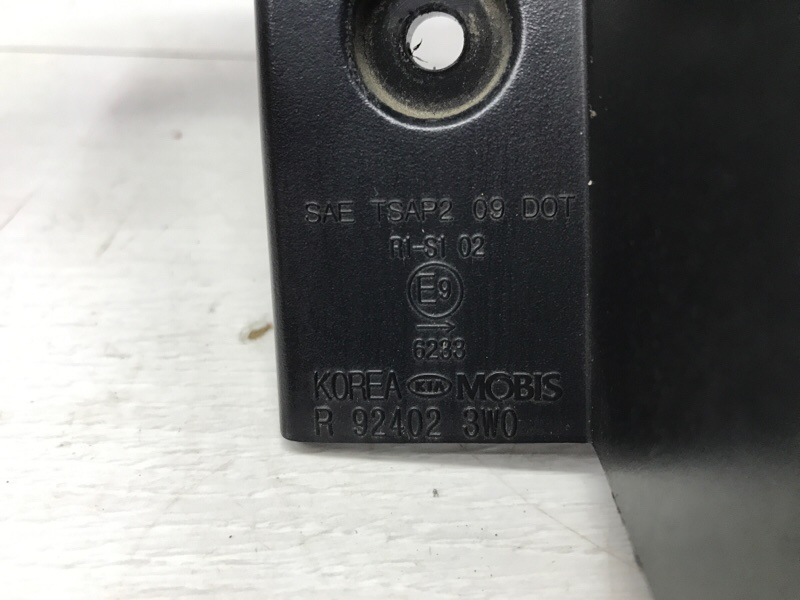 SAE TSAP2 09 DOT
R1-S1 02
E9
→
6233
KOREA KIA MOBIS
R 92402 3W0